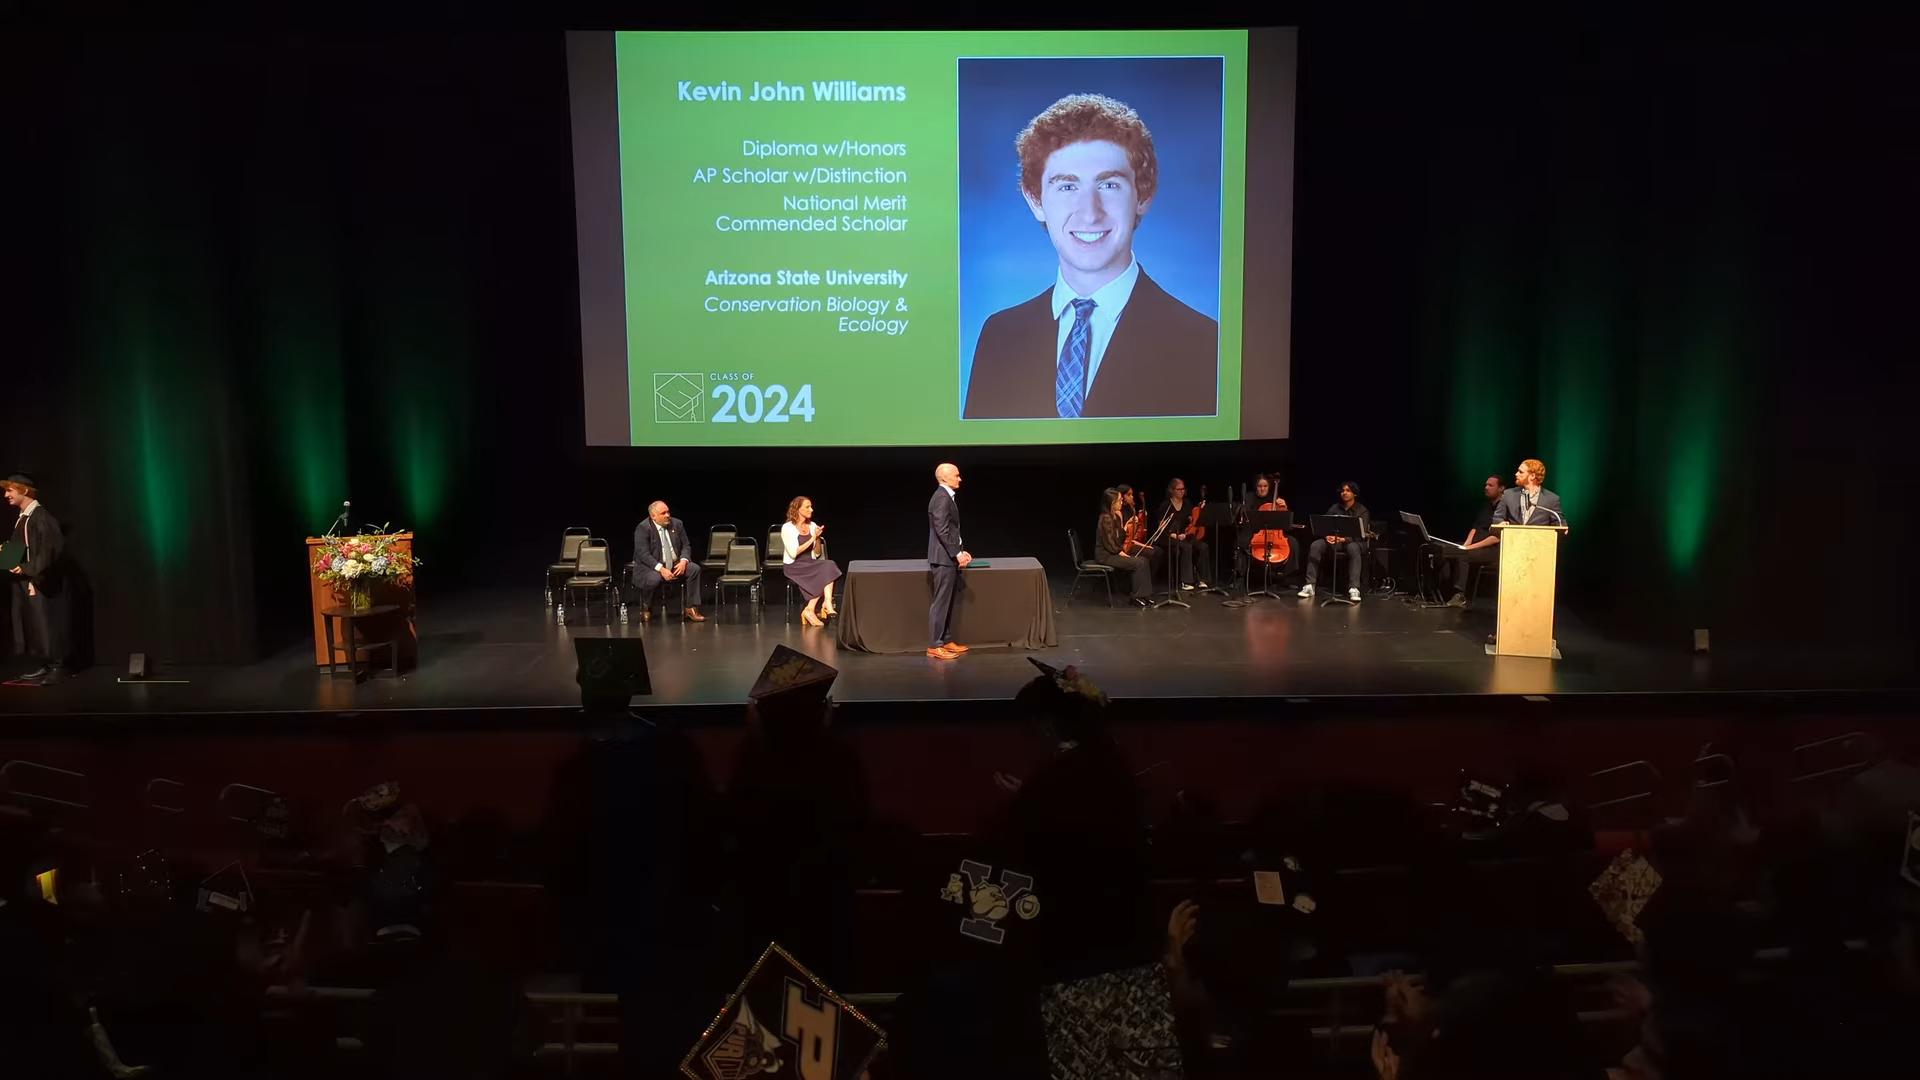 Kevin John Williams
Diploma w/Honors
AP Scholar w/Distinction
National Merit
Commended Scholar
Arizona State University
Conservation Biology &
Ecology
CLASS OF
2024
Y
P